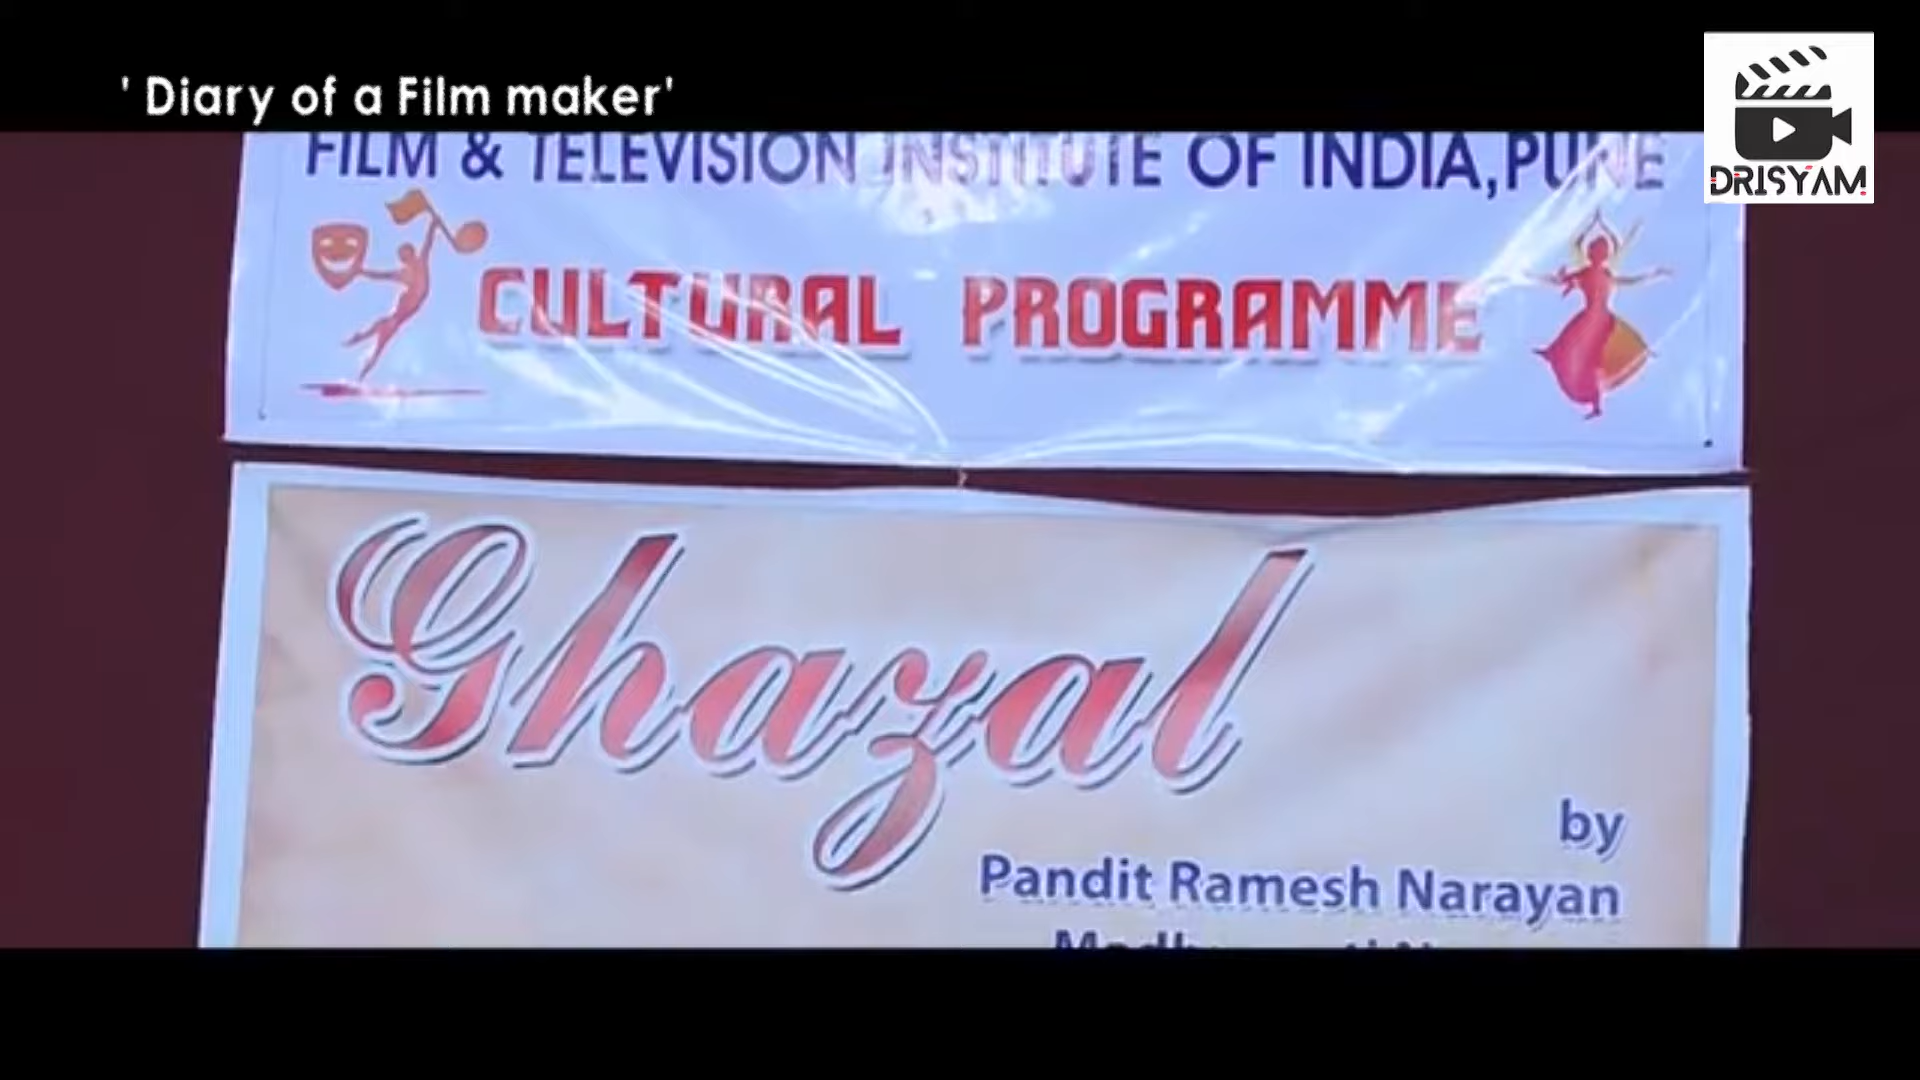 ' Diary of a Film maker'
DRISYAM
FILM & TELEVISION INSTITUTE OF INDIA, PUNE
CULTURAL PROGRAMME
Ghazal
by
Pandit Ramesh Narayan